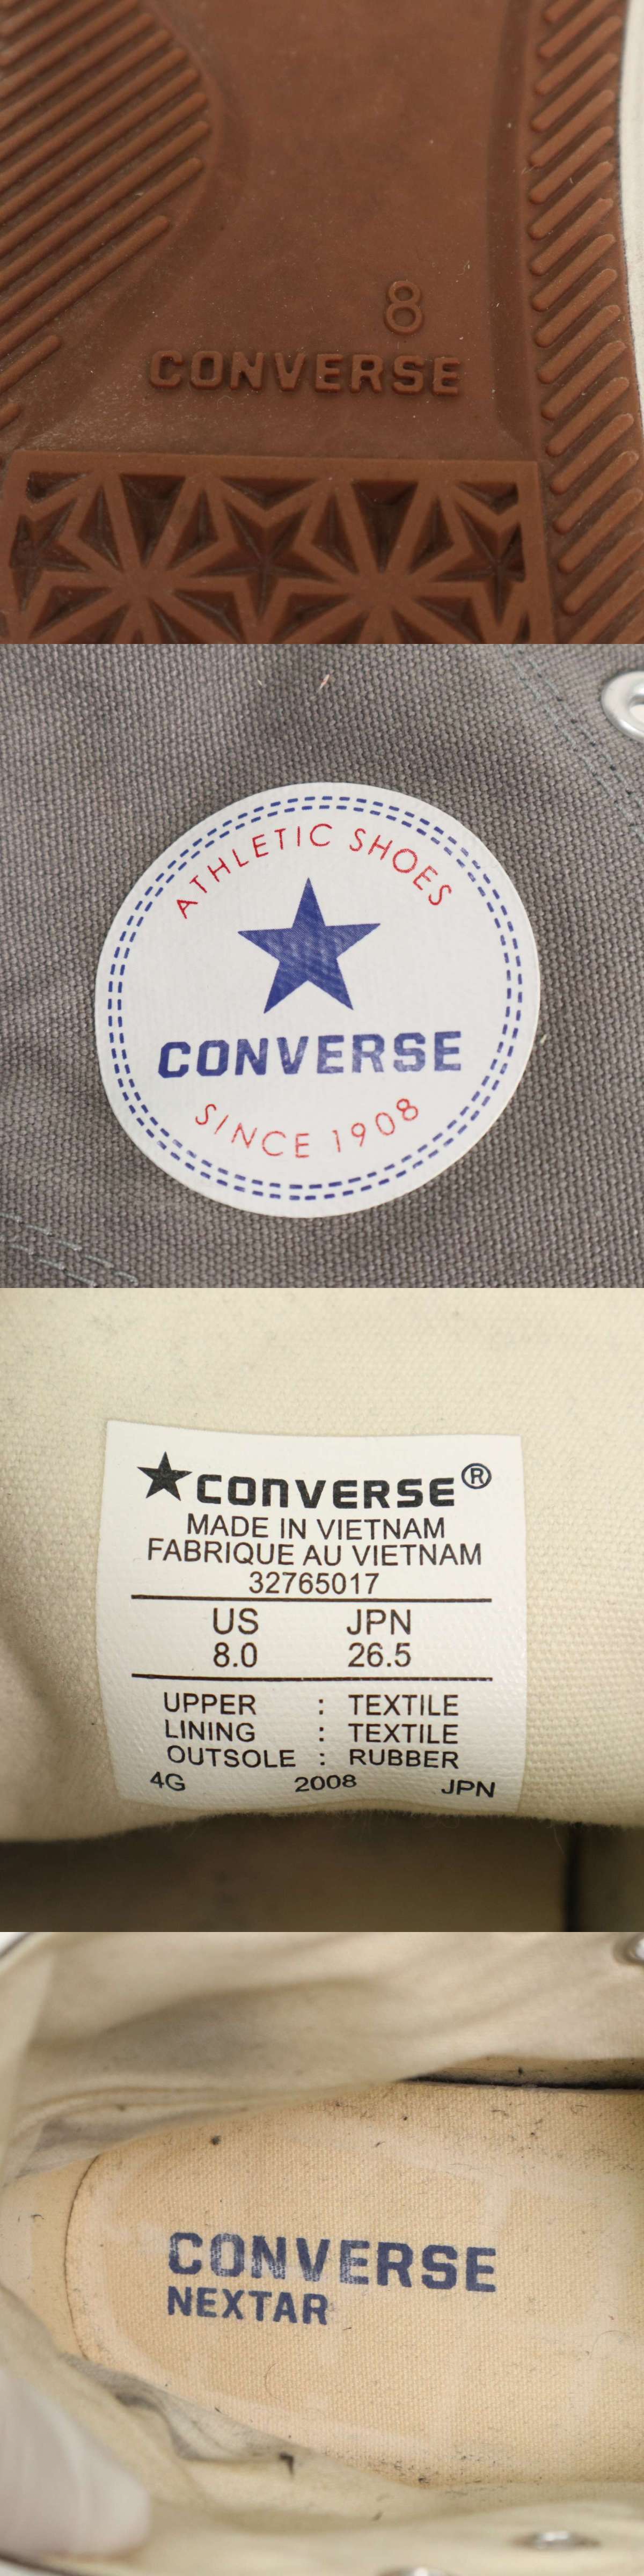 8
CONVERSE
ATHLETIC SHOES
CONVERSE
SINCE 1908
CONVERSE®
MADE IN VIETNAM
FABRIQUE AU VIETNAM
32765017
US JPN
8.0 26.5
UPPER : TEXTILE
LINING : TEXTILE
OUTSOLE : RUBBER
4G 2008 JPN
CONVERSE
NEXTAR